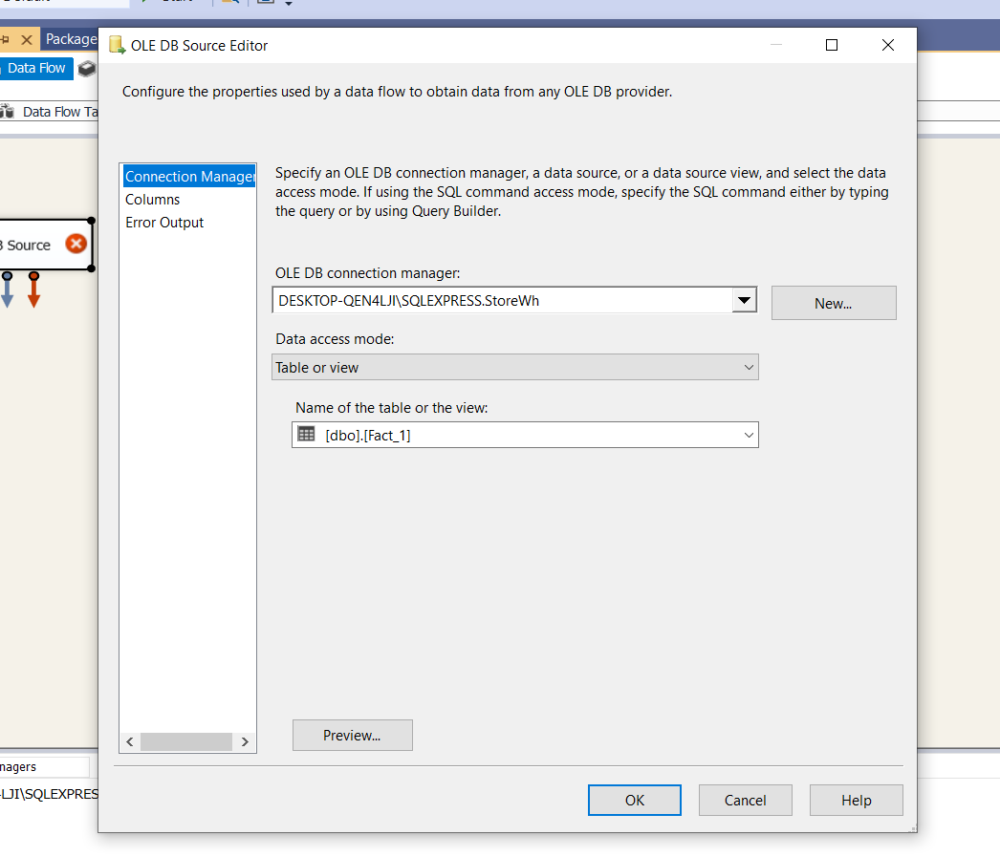 Package
OLE DB Source Editor
Data Flow
Configure the properties used by a data flow to obtain data from any OLE DB provider.
Data Flow Ta
Connection Manager
Columns
Error Output
Specify an OLE DB connection manager, a data source, or a data source view, and select the data
access mode. If using the SQL command access mode, specify the SQL command either by typing
the query or by using Query Builder.
B Source
OLE DB connection manager:
DESKTOP-QEN4LJI\SQLEXPRESS.StoreWh
New...
Data access mode:
Table or view
Name of the table or the view:
[dbo].[Fact_1]
Preview...
nagers
LJI\SQLEXPRES
OK
Cancel
Help